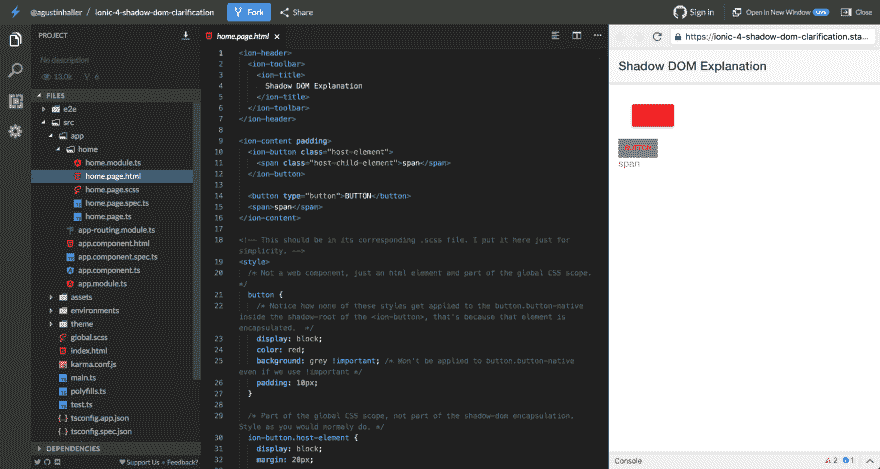 @agustinhaller / ionic-4-shadow-dom-clarification
Fork
Share
Sign in
Open in New Window
LIVE
Close
PROJECT
No description
13.0k 6
FILES
e2e
src
app
home
home.module.ts
home.page.html
home.page.scss
home.page.spec.ts
home.page.ts
app-routing.module.ts
app.component.html
app.component.spec.ts
app.component.ts
app.module.ts
assets
environments
theme
global.scss
index.html
karma.conf.js
main.ts
polyfills.ts
test.ts
tsconfig.app.json
tsconfig.spec.json
DEPENDENCIES
Support Us + Feedback?
home.page.html
1 <ion-header>
2 <ion-toolbar>
3 <ion-title>
4 Shadow DOM Explanation
5 </ion-title>
6 </ion-toolbar>
7 </ion-header>
8
9 <ion-content padding>
10 <ion-button class="host-element">
11 <span class="host-child-element">span</span>
12 </ion-button>
13
14 <button type="button">BUTTON</button>
15 <span>span</span>
16 </ion-content>
17
18 <!-- This should be in its corresponding .scss file. I put it here just for
simplicity. -->
19 <style>
20 /* Not a web component, just an html element and part of the global CSS scope.
*/
21 button {
22 /* Notice how none of these styles get applied to the button.button-native
inside the shadow-root of the <ion-button>, that's because that element is
encapsulated. */
23 display: block;
24 color: red;
25 background: grey !important; /* Won't be applied to button.button-native
even if we use !important */
26 padding: 10px;
27 }
28
29 /* Part of the global CSS scope, not part of the shadow-dom encapsulation.
Style as you normaly do. */
30 ion-button.host-element {
31 display: block;
32 margin: 20px;
https://ionic-4-shadow-dom-clarification.sta...
Shadow DOM Explanation
span
Console
2 1